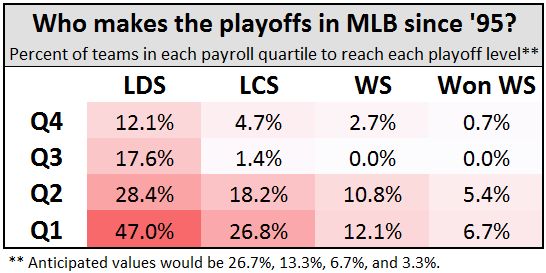 Who makes the playoffs in MLB since '95?
Percent of teams in each payroll quartile to reach each playoff level**
LDS LCS WS Won WS
Q4 12.1% 4.7% 2.7% 0.7%
Q3 17.6% 1.4% 0.0% 0.0%
Q2 28.4% 18.2% 10.8% 5.4%
Q1 47.0% 26.8% 12.1% 6.7%
** Anticipated values would be 26.7%, 13.3%, 6.7%, and 3.3%.